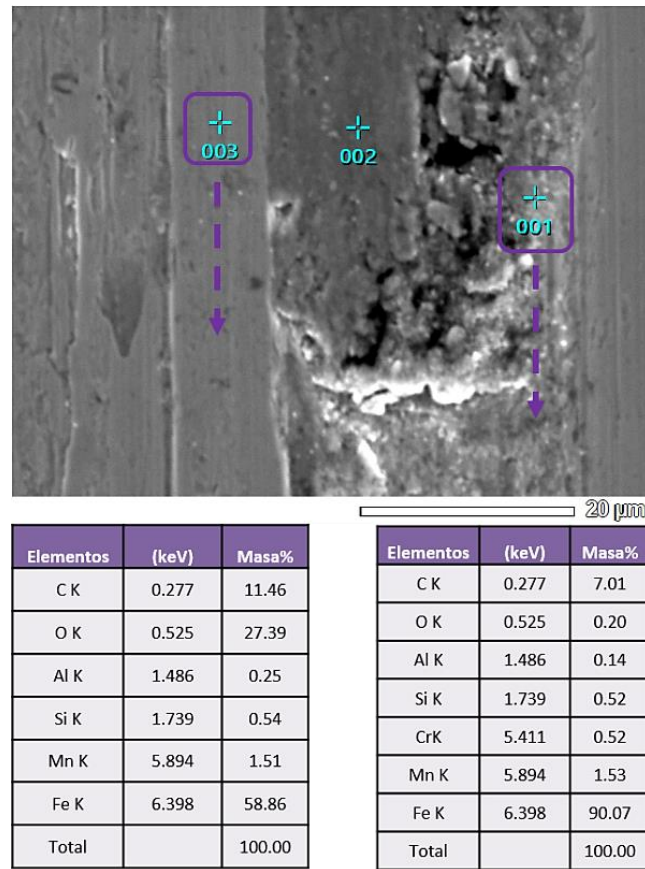 003
002
001
20 µm
Elementos (keV) Masa%
C K 0.277 11.46
O K 0.525 27.39
Al K 1.486 0.25
Si K 1.739 0.54
Mn K 5.894 1.51
Fe K 6.398 58.86
Total 100.00
Elementos (keV) Masa%
C K 0.277 7.01
O K 0.525 0.20
Al K 1.486 0.14
Si K 1.739 0.52
CrK 5.411 0.52
Mn K 5.894 1.53
Fe K 6.398 90.07
Total 100.00